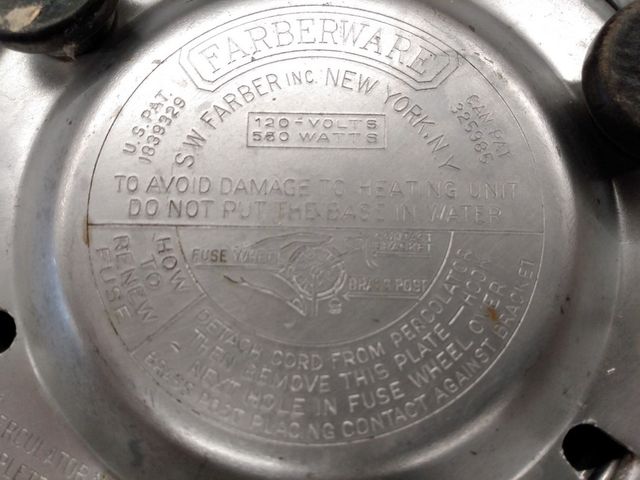 FARBERWARE
S.W. FARBER INC. NEW YORK, N.Y.
U.S. PAT.
1839329
CAN. PAT.
325985
120-VOLTS
550 WATTS
TO AVOID DAMAGE TO HEATING UNIT
DO NOT PUT THE BASE IN WATER
HOW
TO
RENEW
FUSE
FUSE WHEEL
CONTACT
BRACKET
BRASS POST
DETACH CORD FROM PERCOLATOR
THEN REMOVE THIS PLATE – HOOK
– NEXT HOLE IN FUSE WHEEL OVER
BRASS POST PLACING CONTACT AGAINST BRACKET